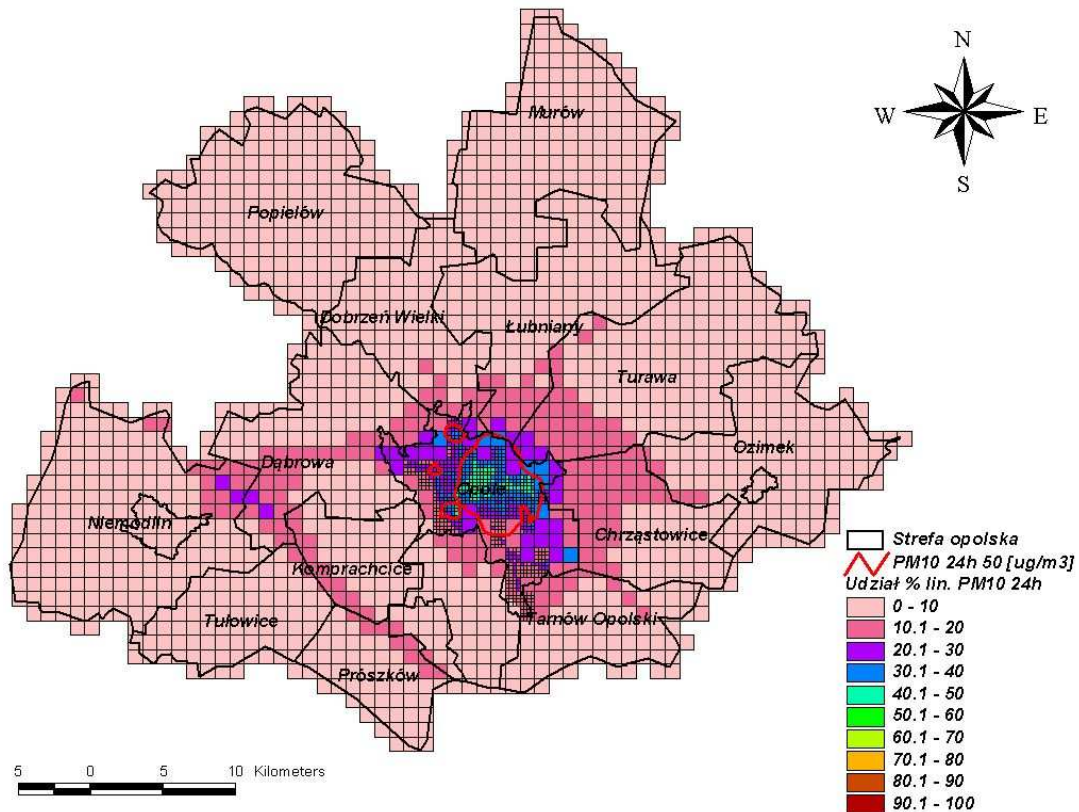 N
W E
S
Murów
Popielów
Dobrzeń Wielki
Łubniany
Turawa
Ozimek
Dąbrowa
Opole
Niemodlin
Chrząstowice
Komprachcice
Tułowice
Tarnów Opolski
Prószków
Strefa opolska
PM10 24h 50 [ug/m3]
Udział % lin. PM10 24h
0 - 10
10.1 - 20
20.1 - 30
30.1 - 40
40.1 - 50
50.1 - 60
60.1 - 70
70.1 - 80
80.1 - 90
90.1 - 100
5 0 5 10 Kilometers